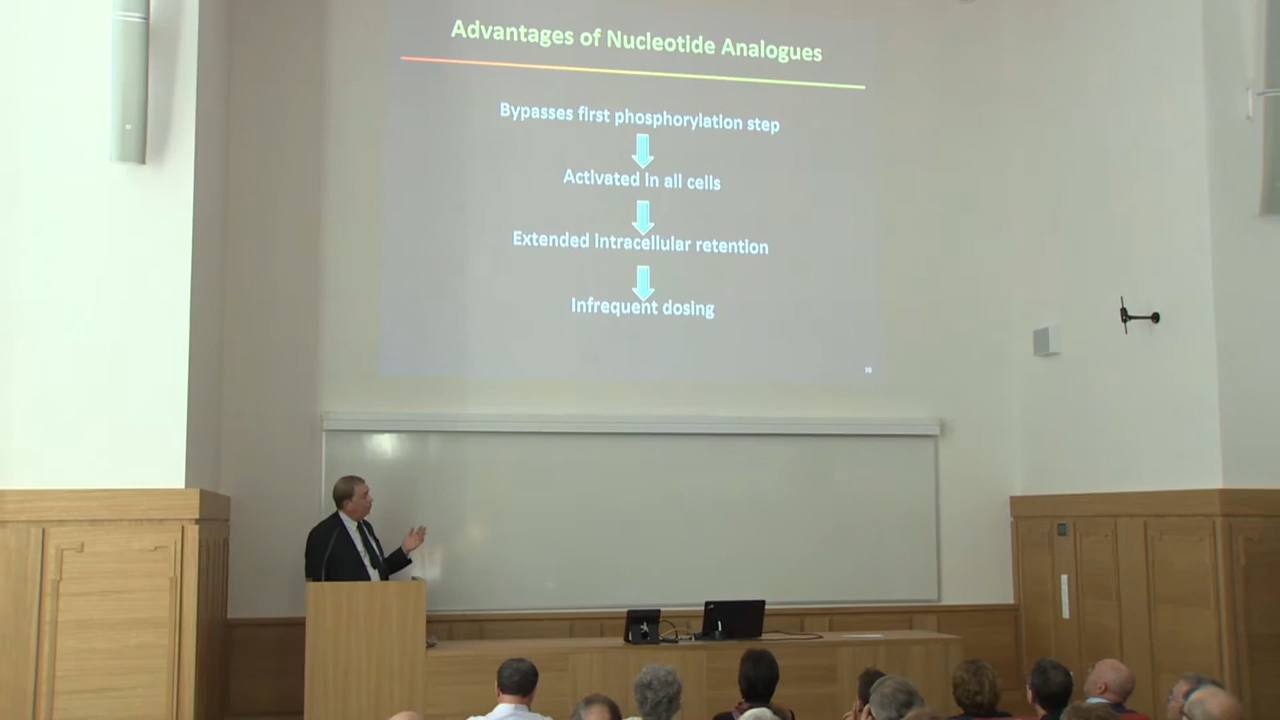 Advantages of Nucleotide Analogues
Bypasses first phosphorylation step
Activated in all cells
Extended intracellular retention
Infrequent dosing